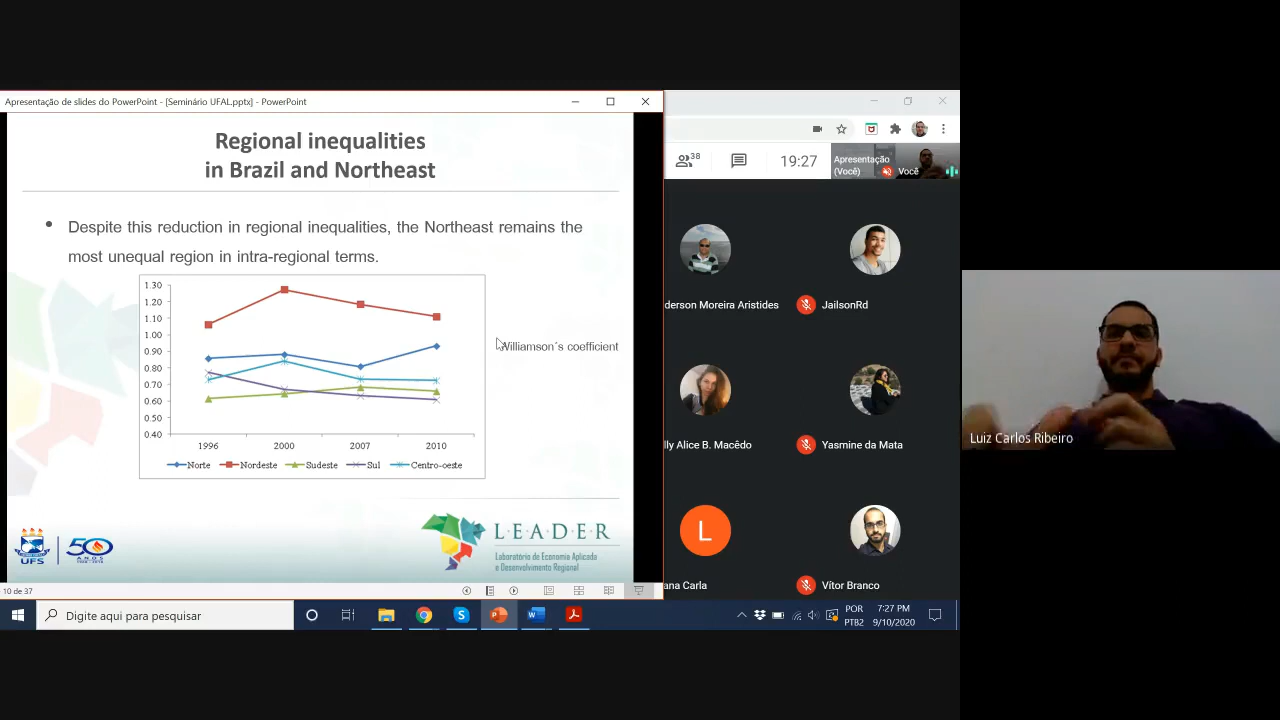 Apresentação de slides do PowerPoint - [Seminário UFAL.pptx] - PowerPoint
Regional inequalities
in Brazil and Northeast
• Despite this reduction in regional inequalities, the Northeast remains the
most unequal region in intra-regional terms.
1.30
1.20
1.10
1.00
0.90
0.80
0.70
0.60
0.50
0.40
1996 2000 2007 2010
Norte Nordeste Sudeste Sul Centro-oeste
Williamson´s coefficient
UFS
50
ANOS
LEADER
Laboratório de Economia Aplicada
e Desenvolvimento Regional
10 de 37
38
19:27
Apresentação
(Você)
Você
derson Moreira Aristides
JailsonRd
lly Alice B. Macêdo
Yasmine da Mata
L
ana Carla
Vítor Branco
Luiz Carlos Ribeiro
Digite aqui para pesquisar
POR
PTB2
7:27 PM
9/10/2020